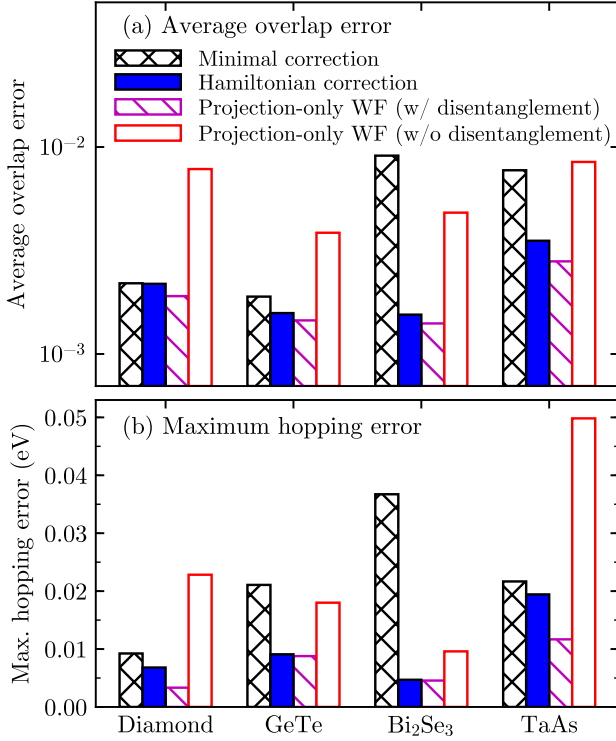 (a) Average overlap error
Minimal correction
Hamiltonian correction
Projection-only WF (w/ disentanglement)
Projection-only WF (w/o disentanglement)
Average overlap error
10⁻²
10⁻³
(b) Maximum hopping error
Max. hopping error (eV)
0.05
0.04
0.03
0.02
0.01
0.00
Diamond GeTe Bi₂Se₃ TaAs